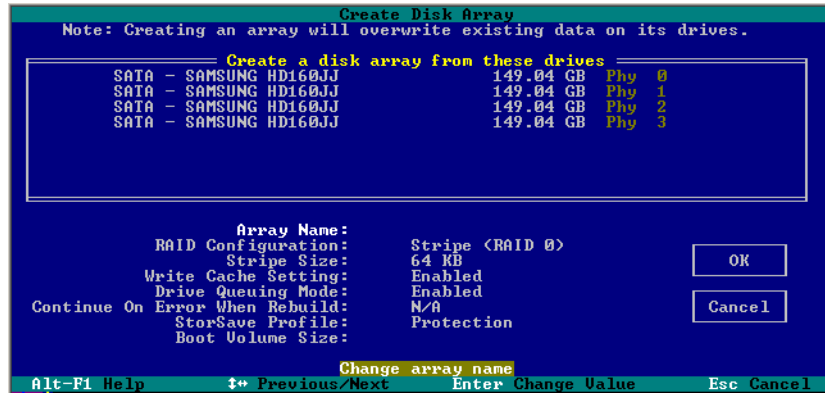 Create Disk Array
Note: Creating an array will overwrite existing data on its drives.
Create a disk array from these drives
SATA - SAMSUNG HD160JJ 149.04 GB Phy 0
SATA - SAMSUNG HD160JJ 149.04 GB Phy 1
SATA - SAMSUNG HD160JJ 149.04 GB Phy 2
SATA - SAMSUNG HD160JJ 149.04 GB Phy 3
Array Name:
RAID Configuration: Stripe (RAID 0)
Stripe Size: 64 KB
Write Cache Setting: Enabled
Drive Queuing Mode: Enabled
Continue On Error When Rebuild: N/A
StorSave Profile: Protection
Boot Volume Size:
OK
Cancel
Change array name
Alt-F1 Help ↕↔ Previous/Next Enter Change Value Esc Cancel